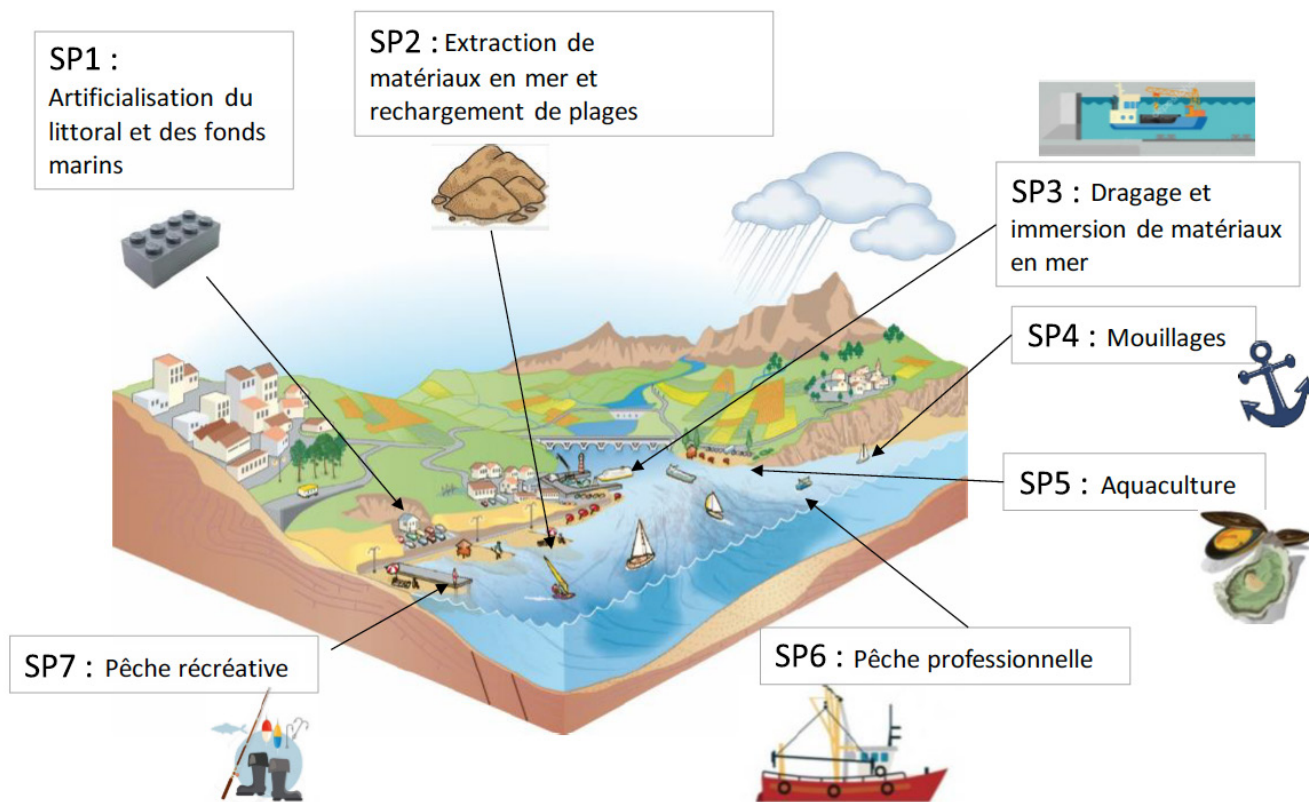 SP1 :
Artificialisation du
littoral et des fonds
marins
SP2 : Extraction de
matériaux en mer et
rechargement de plages
SP3 : Dragage et
immersion de matériaux
en mer
SP4 : Mouillages
SP5 : Aquaculture
SP6 : Pêche professionnelle
SP7 : Pêche récréative